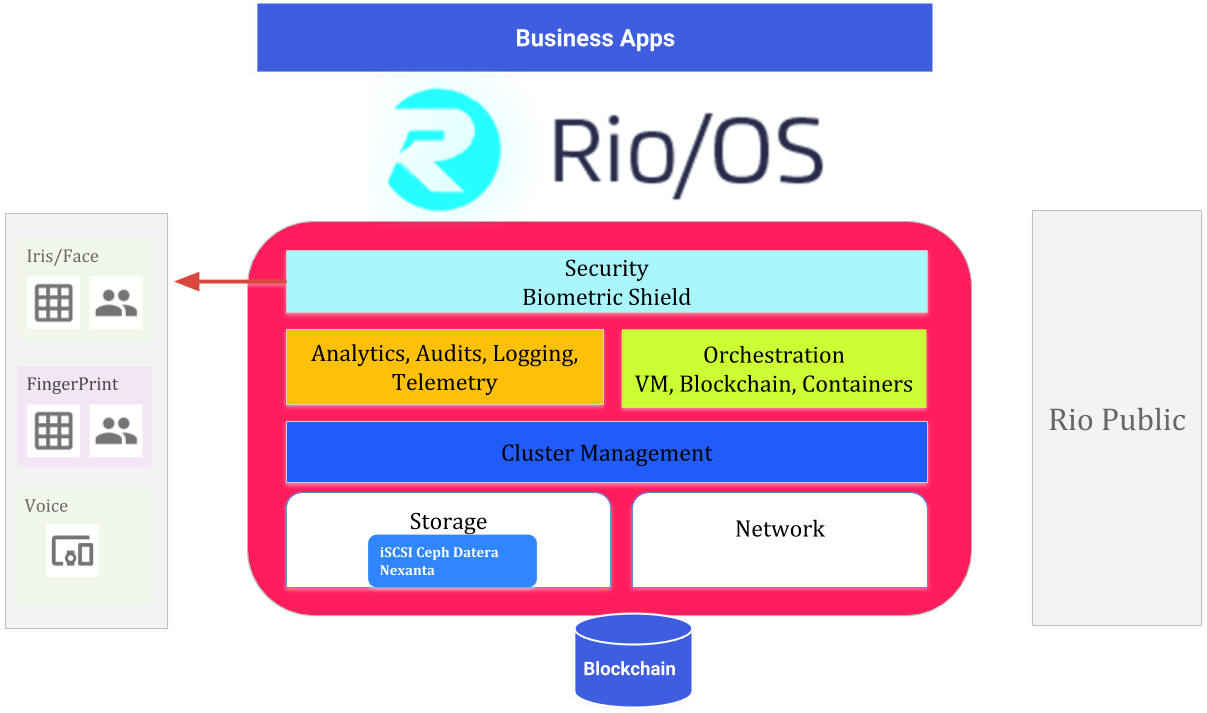 Business Apps
Rio/OS
Iris/Face
FingerPrint
Voice
Security
Biometric Shield
Analytics, Audits, Logging,
Telemetry
Orchestration
VM, Blockchain, Containers
Cluster Management
Storage
iSCSI Ceph Datera
Nexanta
Network
Rio Public
Blockchain